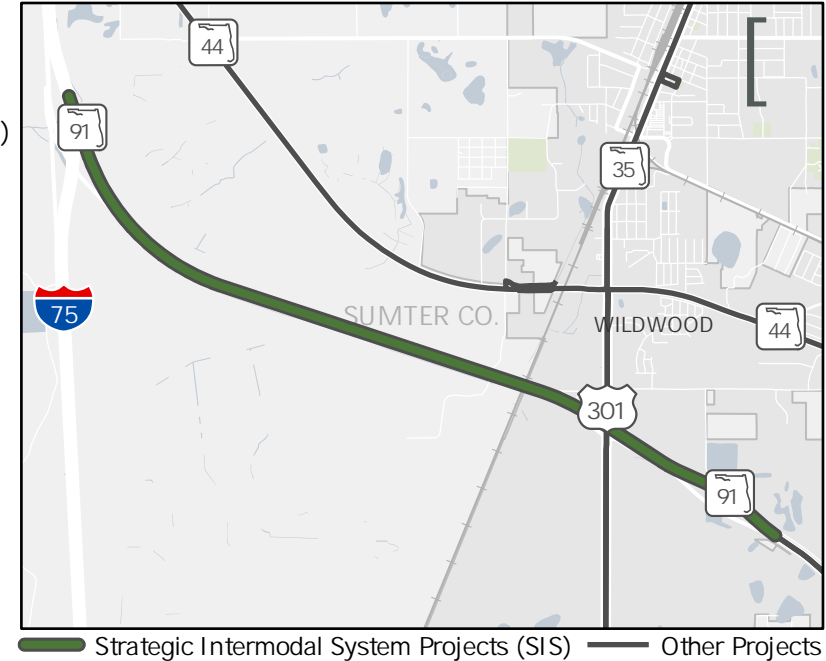 44
91
)
35
75
SUMTER CO.
WILDWOOD
44
301
91
Strategic Intermodal System Projects (SIS) Other Projects